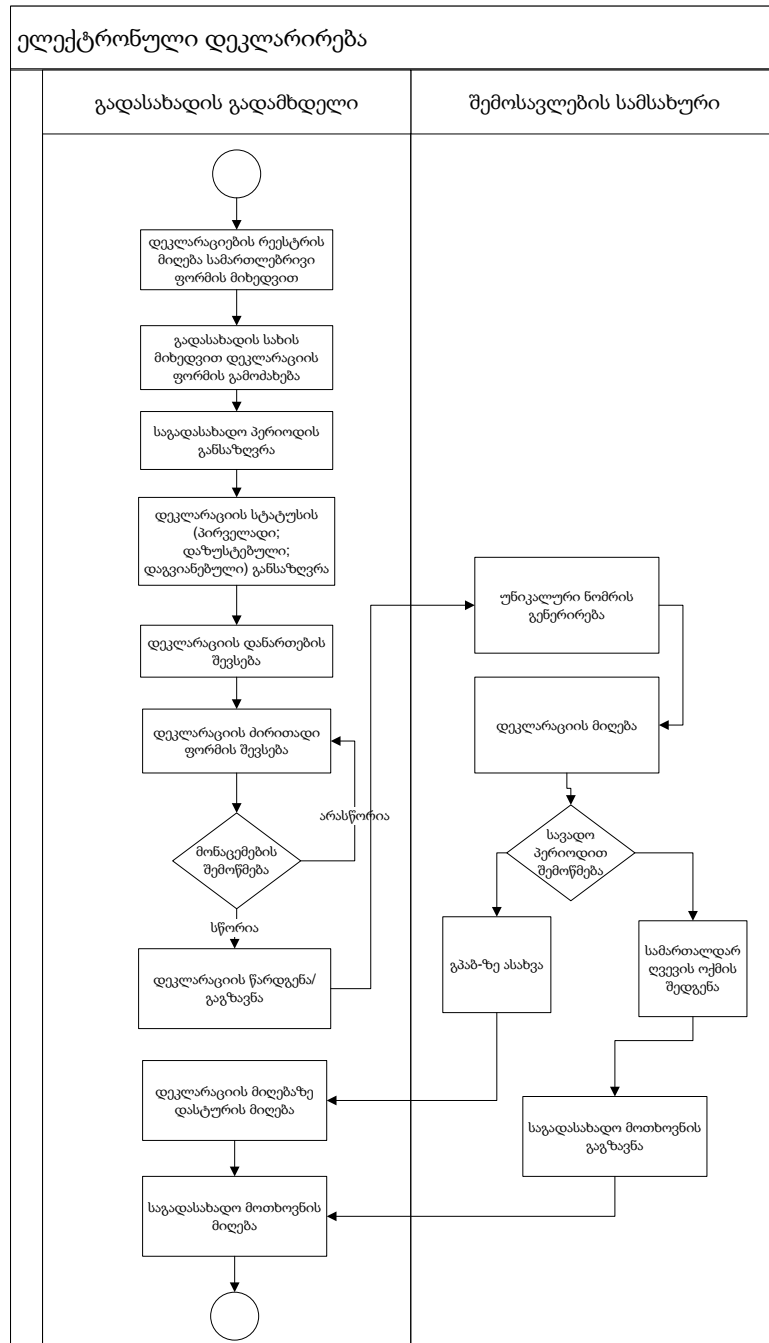 ელექტრონული დეკლარირება
გადასახადის გადამხდელი
შემოსავლების სამსახური
დეკლარაციების რეესტრის
მიღება სამართლებრივი
ფორმის მიხედვით
გადასახადის სახის
მიხედვით დეკლარაციის
ფორმის გამოძახება
საგადასახადო პერიოდის
განსაზღვრა
დეკლარაციის სტატუსის
(პირველადი;
დაზუსტებული;
დაგვიანებული) განსაზღვრა
უნიკალური ნომრის
გენერირება
დეკლარაციის დანართების
შევსება
დეკლარაციის ძირითადი
ფორმის შევსება
დეკლარაციის მიღება
არასწორია
მონაცემების
შემოწმება
სავადო
პერიოდით
შემოწმება
სწორია
დეკლარაციის წარდგენა/
გაგზავნა
გპაბ-ზე ასახვა
სამართალდარ
ღვევის ოქმის
შედგენა
დეკლარაციის მიღებაზე
დასტურის მიღება
საგადასახადო მოთხოვნის
გაგზავნა
საგადასახადო მოთხოვნის
მიღება